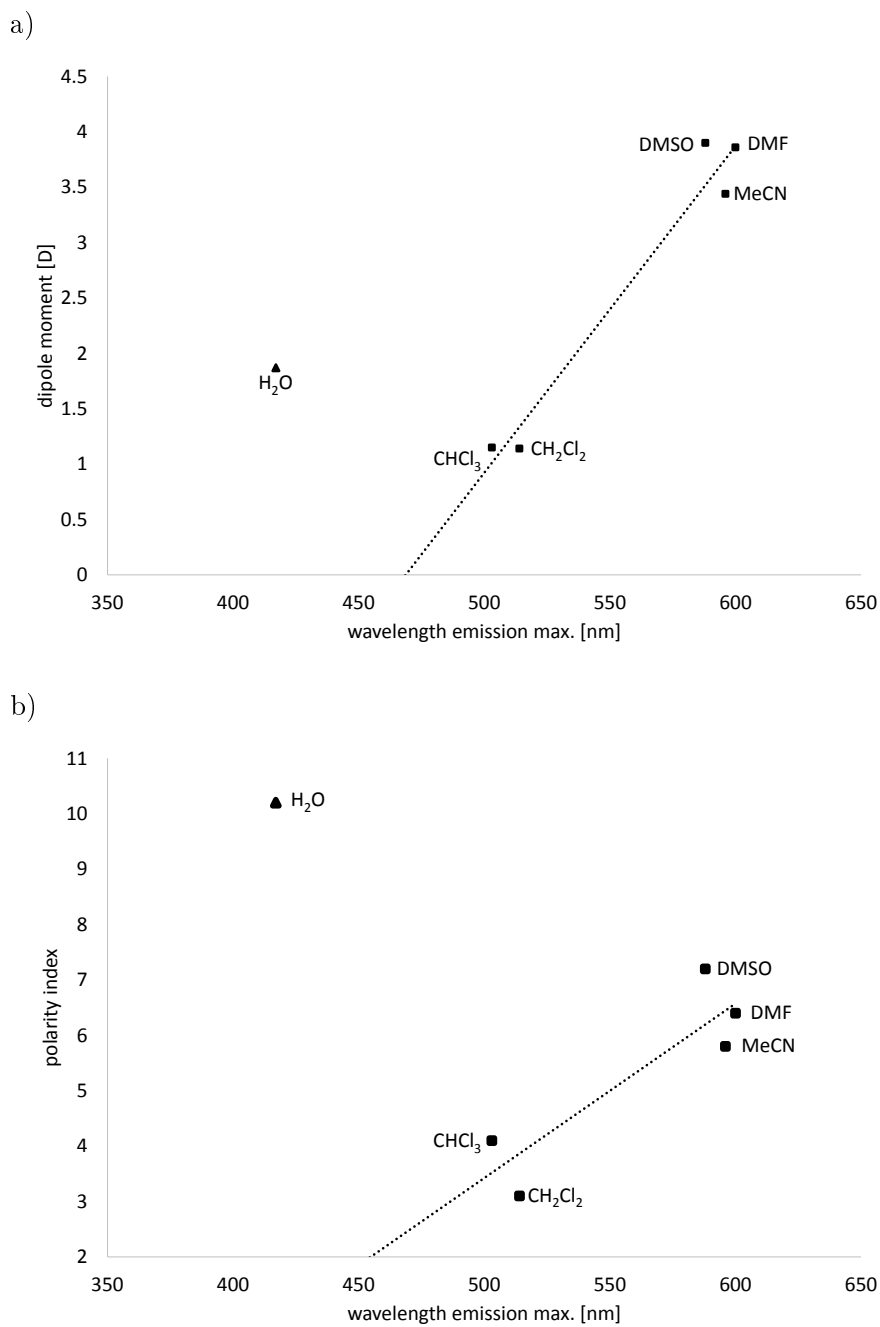 a)
4.5
4
3.5
3
2.5
2
1.5
1
0.5
0
dipole moment [D]
DMSO
DMF
MeCN
H₂O
CHCl₃
CH₂Cl₂
350 400 450 500 550 600 650
wavelength emission max. [nm]
b)
11
10
9
8
7
6
5
4
3
2
polarity index
H₂O
DMSO
DMF
MeCN
CHCl₃
CH₂Cl₂
350 400 450 500 550 600 650
wavelength emission max. [nm]